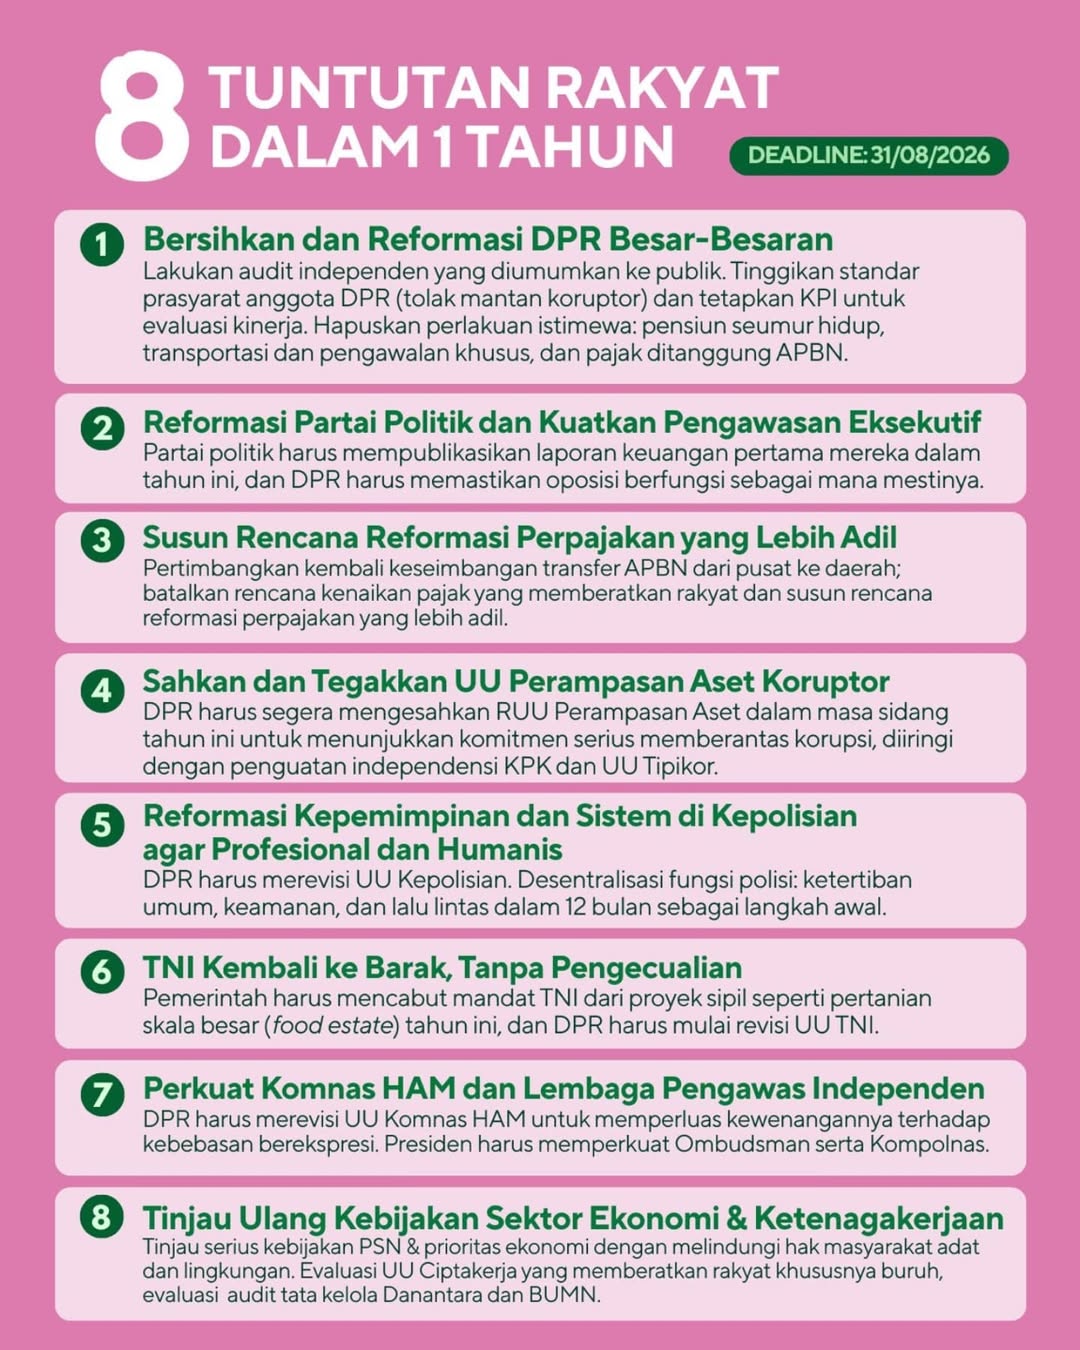 8 TUNTUTAN RAKYAT
DALAM 1 TAHUN
DEADLINE: 31/08/2026
1 Bersihkan dan Reformasi DPR Besar-Besaran
Lakukan audit independen yang diumumkan ke publik. Tinggikan standar
prasyarat anggota DPR (tolak mantan koruptor) dan tetapkan KPI untuk
evaluasi kinerja. Hapuskan perlakuan istimewa: pensiun seumur hidup,
transportasi dan pengawalan khusus, dan pajak ditanggung APBN.
2 Reformasi Partai Politik dan Kuatkan Pengawasan Eksekutif
Partai politik harus mempublikasikan laporan keuangan pertama mereka dalam
tahun ini, dan DPR harus memastikan oposisi berfungsi sebagai mana mestinya.
3 Susun Rencana Reformasi Perpajakan yang Lebih Adil
Pertimbangkan kembali keseimbangan transfer APBN dari pusat ke daerah;
batalkan rencana kenaikan pajak yang memberatkan rakyat dan susun rencana
reformasi perpajakan yang lebih adil.
4 Sahkan dan Tegakkan UU Perampasan Aset Koruptor
DPR harus segera mengesahkan RUU Perampasan Aset dalam masa sidang
tahun ini untuk menunjukkan komitmen serius memberantas korupsi, diiringi
dengan penguatan independensi KPK dan UU Tipikor.
5 Reformasi Kepemimpinan dan Sistem di Kepolisian
agar Profesional dan Humanis
DPR harus merevisi UU Kepolisian. Desentralisasi fungsi polisi: ketertiban
umum, keamanan, dan lalu lintas dalam 12 bulan sebagai langkah awal.
6 TNI Kembali ke Barak, Tanpa Pengecualian
Pemerintah harus mencabut mandat TNI dari proyek sipil seperti pertanian
skala besar (food estate) tahun ini, dan DPR harus mulai revisi UU TNI.
7 Perkuat Komnas HAM dan Lembaga Pengawas Independen
DPR harus merevisi UU Komnas HAM untuk memperluas kewenangannya terhadap
kebebasan berekspresi. Presiden harus memperkuat Ombudsman serta Kompolnas.
8 Tinjau Ulang Kebijakan Sektor Ekonomi & Ketenagakerjaan
Tinjau serius kebijakan PSN & prioritas ekonomi dengan melindungi hak masyarakat adat
dan lingkungan. Evaluasi UU Ciptakerja yang memberatkan rakyat khususnya buruh,
evaluasi audit tata kelola Danantara dan BUMN.